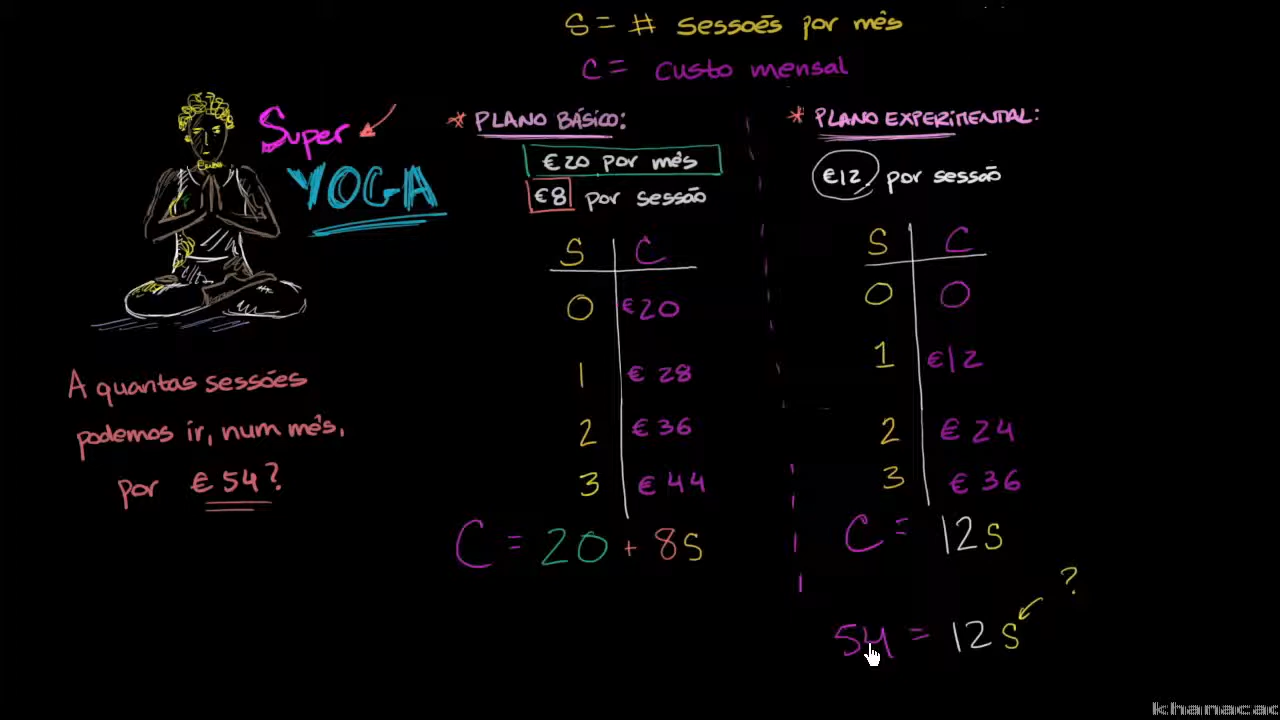 S = # sessoēs por mês
C = custo mensal
Super
YOGA
A quantas sessões
podemos ir, num mês,
por € 54?
* PLANO BÁSICO:
€20 por mês
€8 por sessão
S C
0 €20
1 € 28
2 € 36
3 € 44
C = 20 + 8S
* PLANO EXPERIMENTAL:
€12 por sessão
S C
0 0
1 €12
2 € 24
3 € 36
C = 12S
?
54 = 12S
khanacac